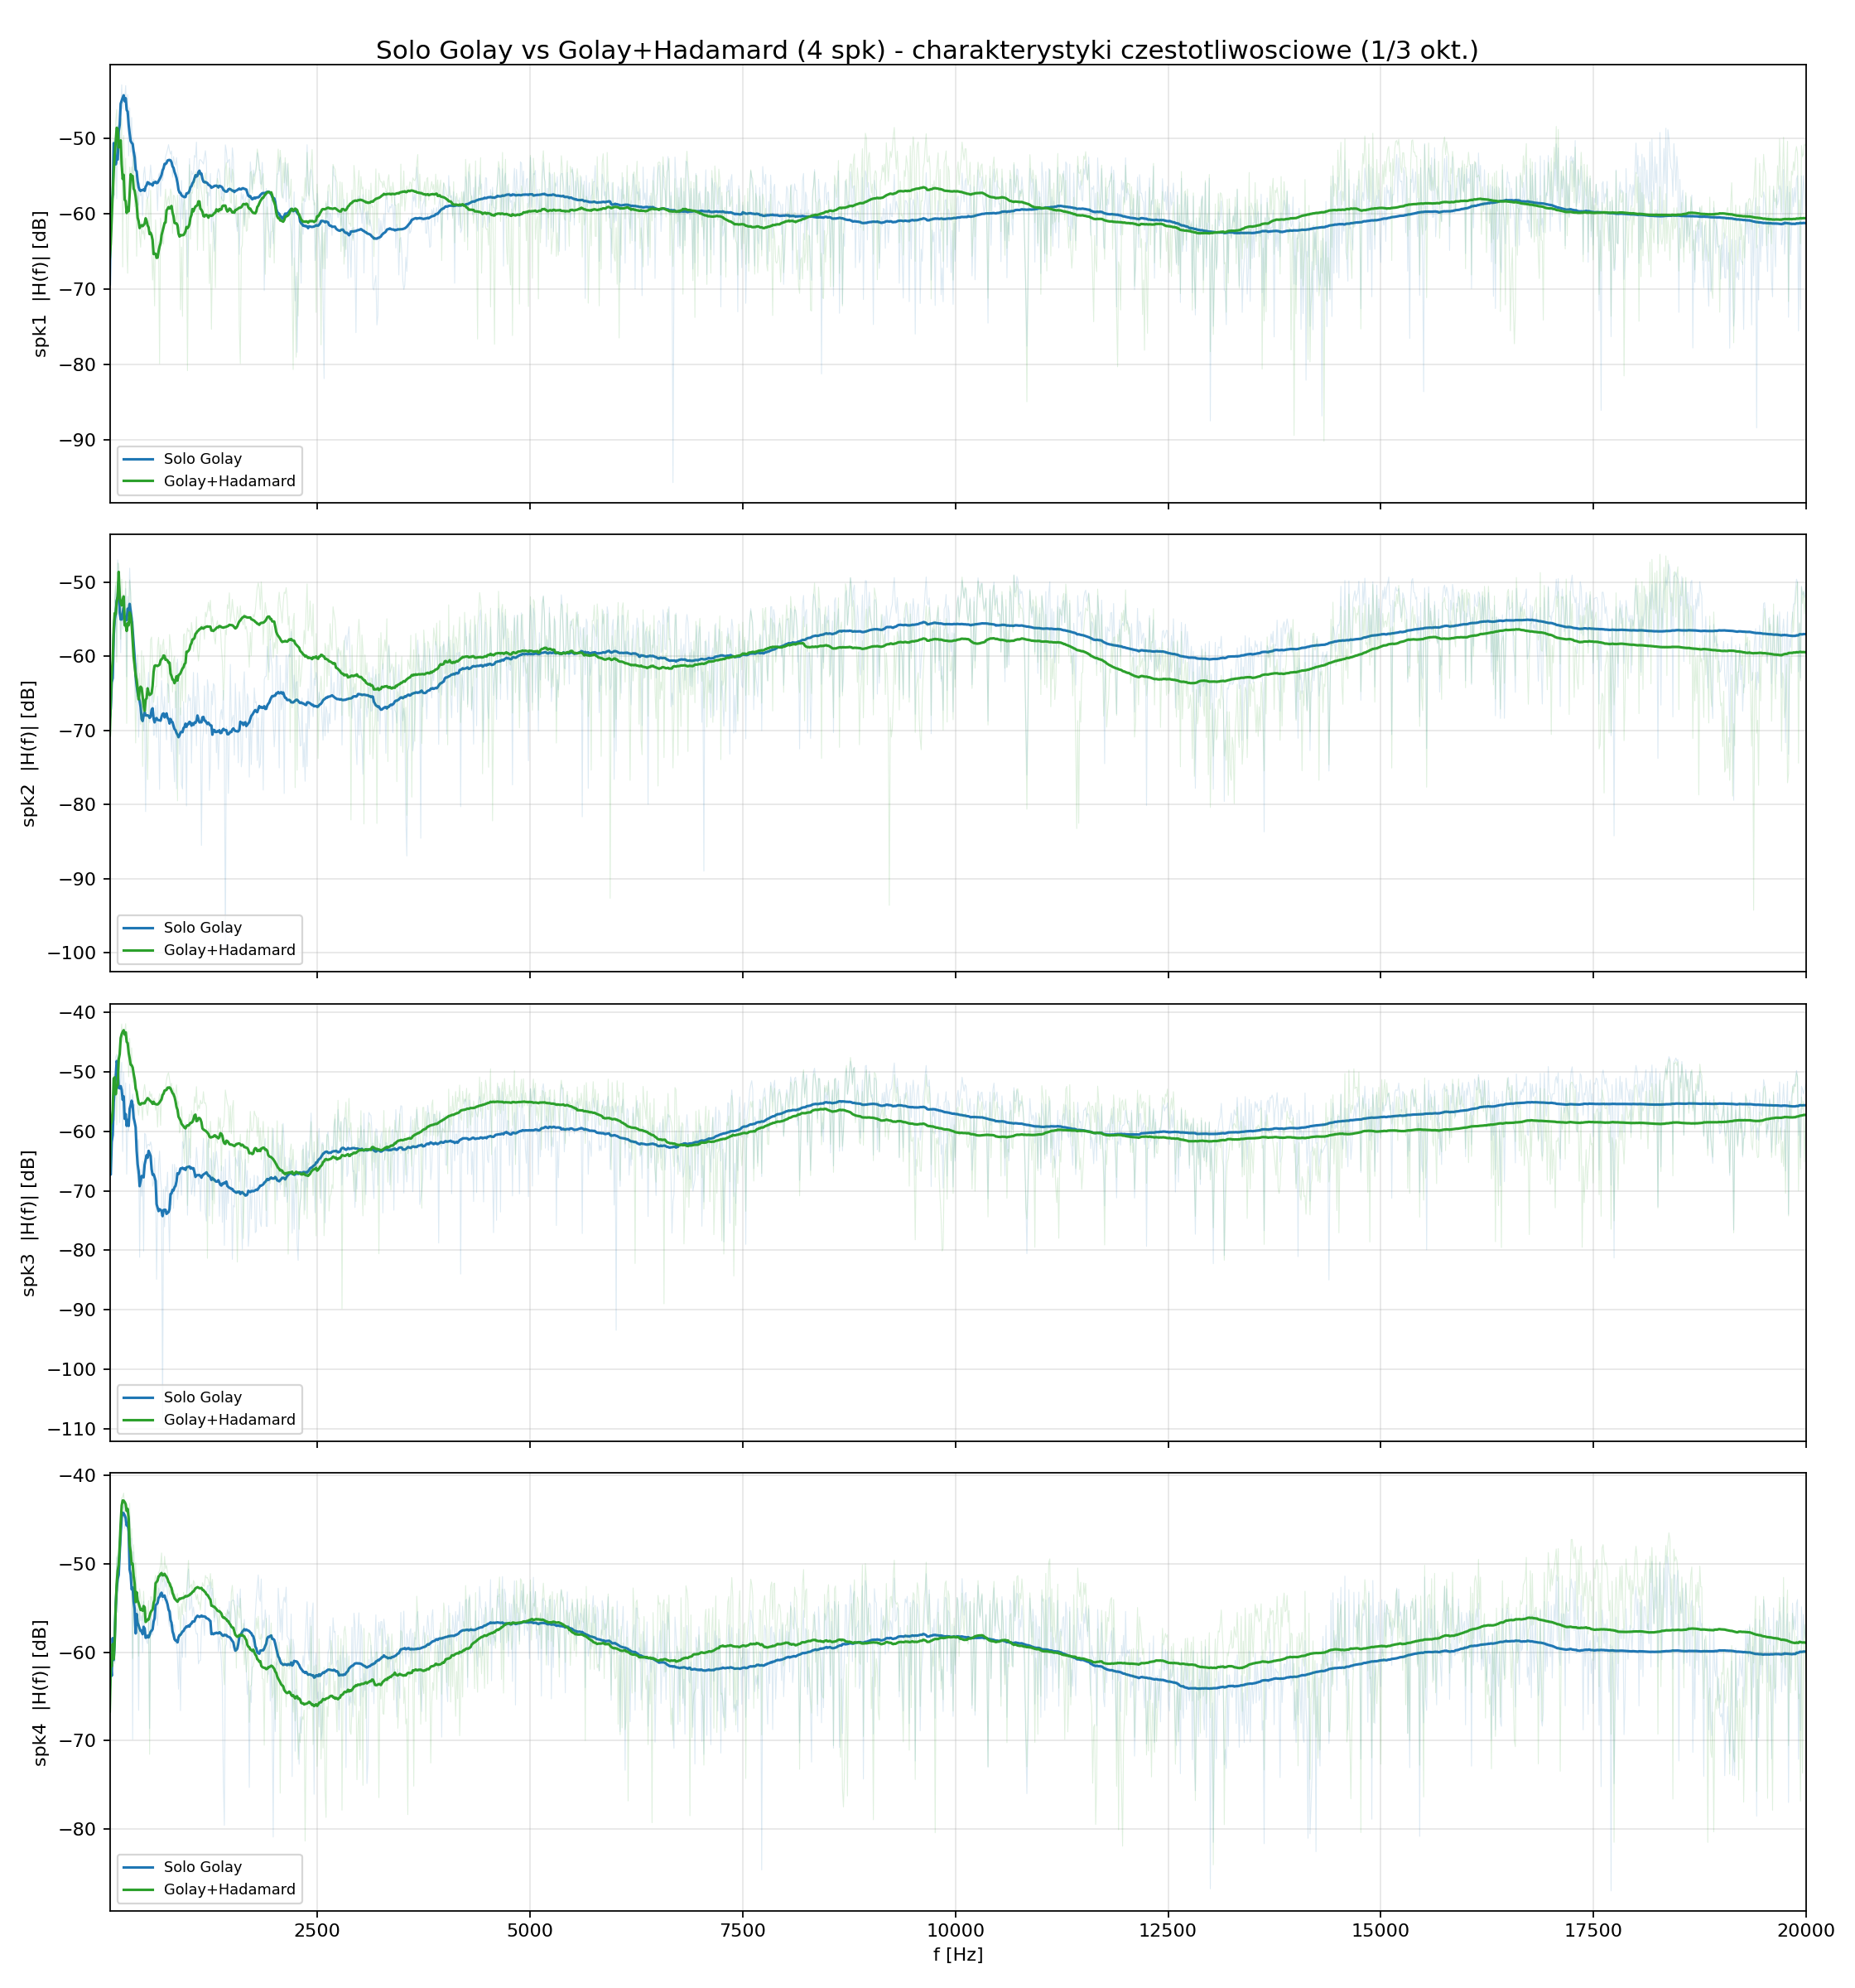 Solo Golay vs Golay+Hadamard (4 spk) - charakterystyki czestotliwosciowe (1/3 okt.)
spk1 |H(f)| [dB]
−50
−60
−70
−80
−90
Solo Golay
Golay+Hadamard
spk2 |H(f)| [dB]
−50
−60
−70
−80
−90
−100
Solo Golay
Golay+Hadamard
spk3 |H(f)| [dB]
−40
−50
−60
−70
−80
−90
−100
−110
Solo Golay
Golay+Hadamard
spk4 |H(f)| [dB]
−40
−50
−60
−70
−80
Solo Golay
Golay+Hadamard
2500 5000 7500 10000 12500 15000 17500 20000
f [Hz]